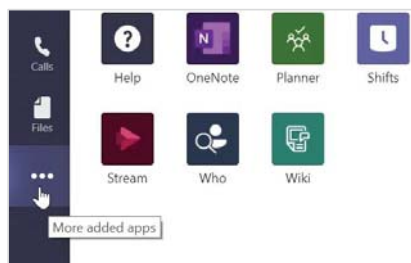 Calls
Files
More added apps
?
Help
N
OneNote
Planner
Shifts
Stream
Who
Wiki